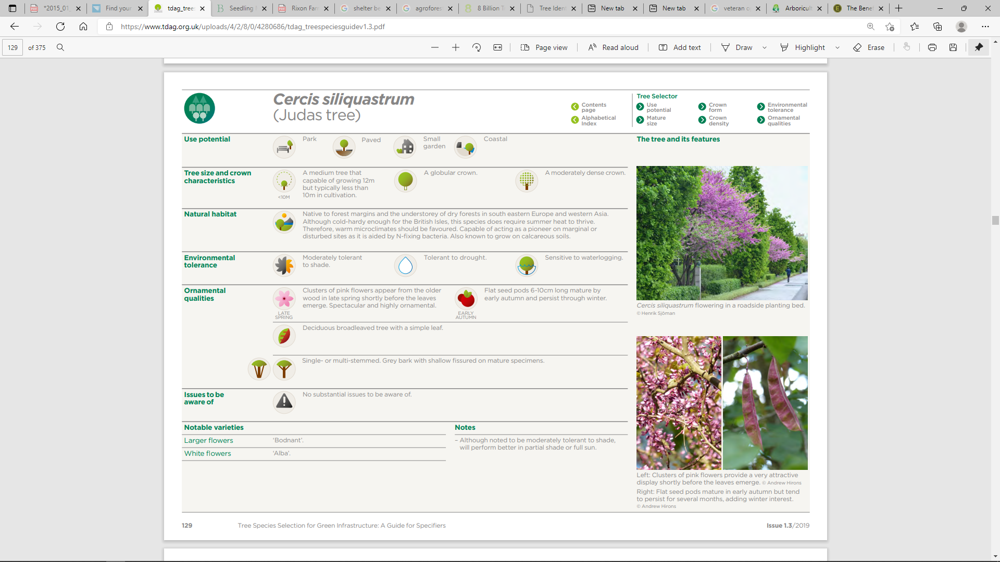 *2015_01
Find your
tdag_tree
Seedling
Rixon Far
shelter be
agrofores
8 Billion T
Tree Iden
New tab
New tab
veteran o
Arboricult
The Bene
https://www.tdag.org.uk/uploads/4/2/8/0/4280686/tdag_treespeciesguidev1.3.pdf
129 of 375
Page view
Read aloud
Add text
Draw
Highlight
Erase
Cercis siliquastrum
(Judas tree)
Contents
page
Alphabetical
Index
Tree Selector
Use
potential
Mature
size
Crown
form
Crown
density
Environmental
tolerance
Ornamental
qualities
Use potential
Park
Paved
Small
garden
Coastal
The tree and its features
Tree size and crown
characteristics
<10M
A medium tree that
capable of growing 12m
but typically less than
10m in cultivation.
A globular crown.
A moderately dense crown.
Natural habitat
Native to forest margins and the understorey of dry forests in south eastern Europe and western Asia.
Although cold-hardy enough for the British Isles, this species does require summer heat to thrive.
Therefore, warm microclimates should be favoured. Capable of acting as a pioneer on marginal or
disturbed sites as it is aided by N-fixing bacteria. Also known to grow on calcareous soils.
Environmental
tolerance
Moderately tolerant
to shade.
Tolerant to drought.
Sensitive to waterlogging.
Ornamental
qualities
LATE
SPRING
Clusters of pink flowers appear from the older
wood in late spring shortly before the leaves
emerge. Spectacular and highly ornamental.
EARLY
AUTUMN
Flat seed pods 6-10cm long mature by
early autumn and persist through winter.
Deciduous broadleaved tree with a simple leaf.
Single- or multi-stemmed. Grey bark with shallow fissured on mature specimens.
Issues to be
aware of
No substantial issues to be aware of.
Notable varieties
Larger flowers
'Bodnant'.
White flowers
'Alba'.
Notes
– Although noted to be moderately tolerant to shade,
will perform better in partial shade or full sun.
Cercis siliquastrum flowering in a roadside planting bed.
© Henrik Sjöman
Left: Clusters of pink flowers provide a very attractive
display shortly before the leaves emerge. © Andrew Hirons
Right: Flat seed pods mature in early autumn but tend
to persist for several months, adding winter interest.
© Andrew Hirons
129
Tree Species Selection for Green Infrastructure: A Guide for Specifiers
Issue 1.3/2019